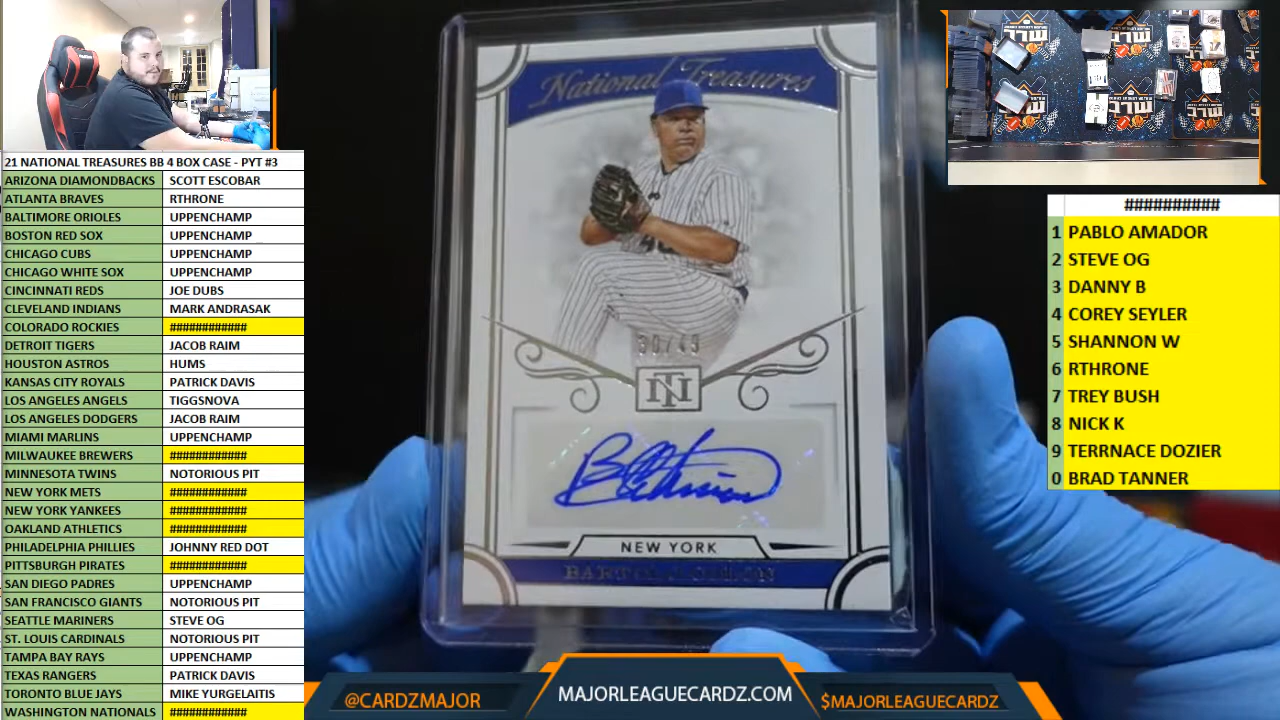 21 NATIONAL TREASURES BB 4 BOX CASE - PYT #3
ARIZONA DIAMONDBACKS SCOTT ESCOBAR
ATLANTA BRAVES RTHRONE
BALTIMORE ORIOLES UPPENCHAMP
BOSTON RED SOX UPPENCHAMP
CHICAGO CUBS UPPENCHAMP
CHICAGO WHITE SOX UPPENCHAMP
CINCINNATI REDS JOE DUBS
CLEVELAND INDIANS MARK ANDRASAK
COLORADO ROCKIES ############
DETROIT TIGERS JACOB RAIM
HOUSTON ASTROS HUMS
KANSAS CITY ROYALS PATRICK DAVIS
LOS ANGELES ANGELS TIGGSNOVA
LOS ANGELES DODGERS JACOB RAIM
MIAMI MARLINS UPPENCHAMP
MILWAUKEE BREWERS ############
MINNESOTA TWINS NOTORIOUS PIT
NEW YORK METS ############
NEW YORK YANKEES ############
OAKLAND ATHLETICS ############
PHILADELPHIA PHILLIES JOHNNY RED DOT
PITTSBURGH PIRATES ############
SAN DIEGO PADRES UPPENCHAMP
SAN FRANCISCO GIANTS NOTORIOUS PIT
SEATTLE MARINERS STEVE OG
ST. LOUIS CARDINALS NOTORIOUS PIT
TAMPA BAY RAYS UPPENCHAMP
TEXAS RANGERS PATRICK DAVIS
TORONTO BLUE JAYS MIKE YURGELAITIS
WASHINGTON NATIONALS ############
National Treasures
30/49
NT
NEW YORK
BARTOLO COLON
##########
1 PABLO AMADOR
2 STEVE OG
3 DANNY B
4 COREY SEYLER
5 SHANNON W
6 RTHRONE
7 TREY BUSH
8 NICK K
9 TERRNACE DOZIER
0 BRAD TANNER
@CARDZMAJOR
MAJORLEAGUECARDZ.COM
$MAJORLEAGUECARDZ